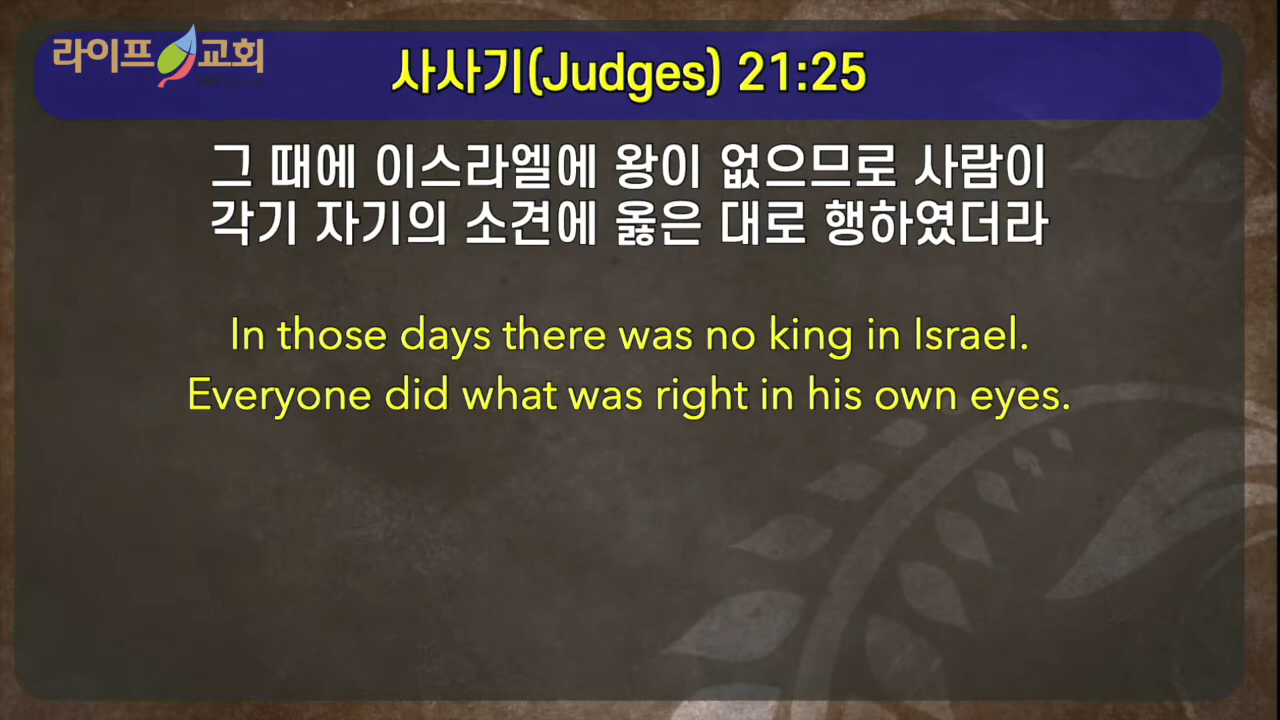 라이프 교회
사사기(Judges) 21:25
그 때에 이스라엘에 왕이 없으므로 사람이
각기 자기의 소견에 옳은 대로 행하였더라
In those days there was no king in Israel.
Everyone did what was right in his own eyes.